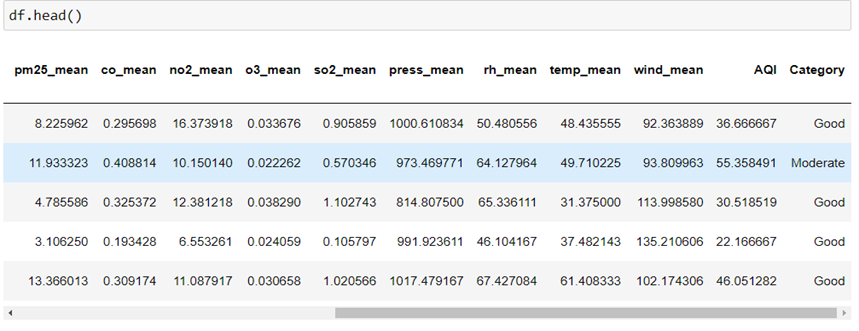 df.head()
pm25_mean co_mean no2_mean o3_mean so2_mean press_mean rh_mean temp_mean wind_mean AQI Category
8.225962 0.295698 16.373918 0.033676 0.905859 1000.610834 50.480556 48.435555 92.363889 36.666667 Good
11.933323 0.408814 10.150140 0.022262 0.570346 973.469771 64.127964 49.710225 93.809963 55.358491 Moderate
4.785586 0.325372 12.381218 0.038290 1.102743 814.807500 65.336111 31.375000 113.998580 30.518519 Good
3.106250 0.193428 6.553261 0.024059 0.105797 991.923611 46.104167 37.482143 135.210606 22.166667 Good
13.366013 0.309174 11.087917 0.030658 1.020566 1017.479167 67.427084 61.408333 102.174306 46.051282 Good